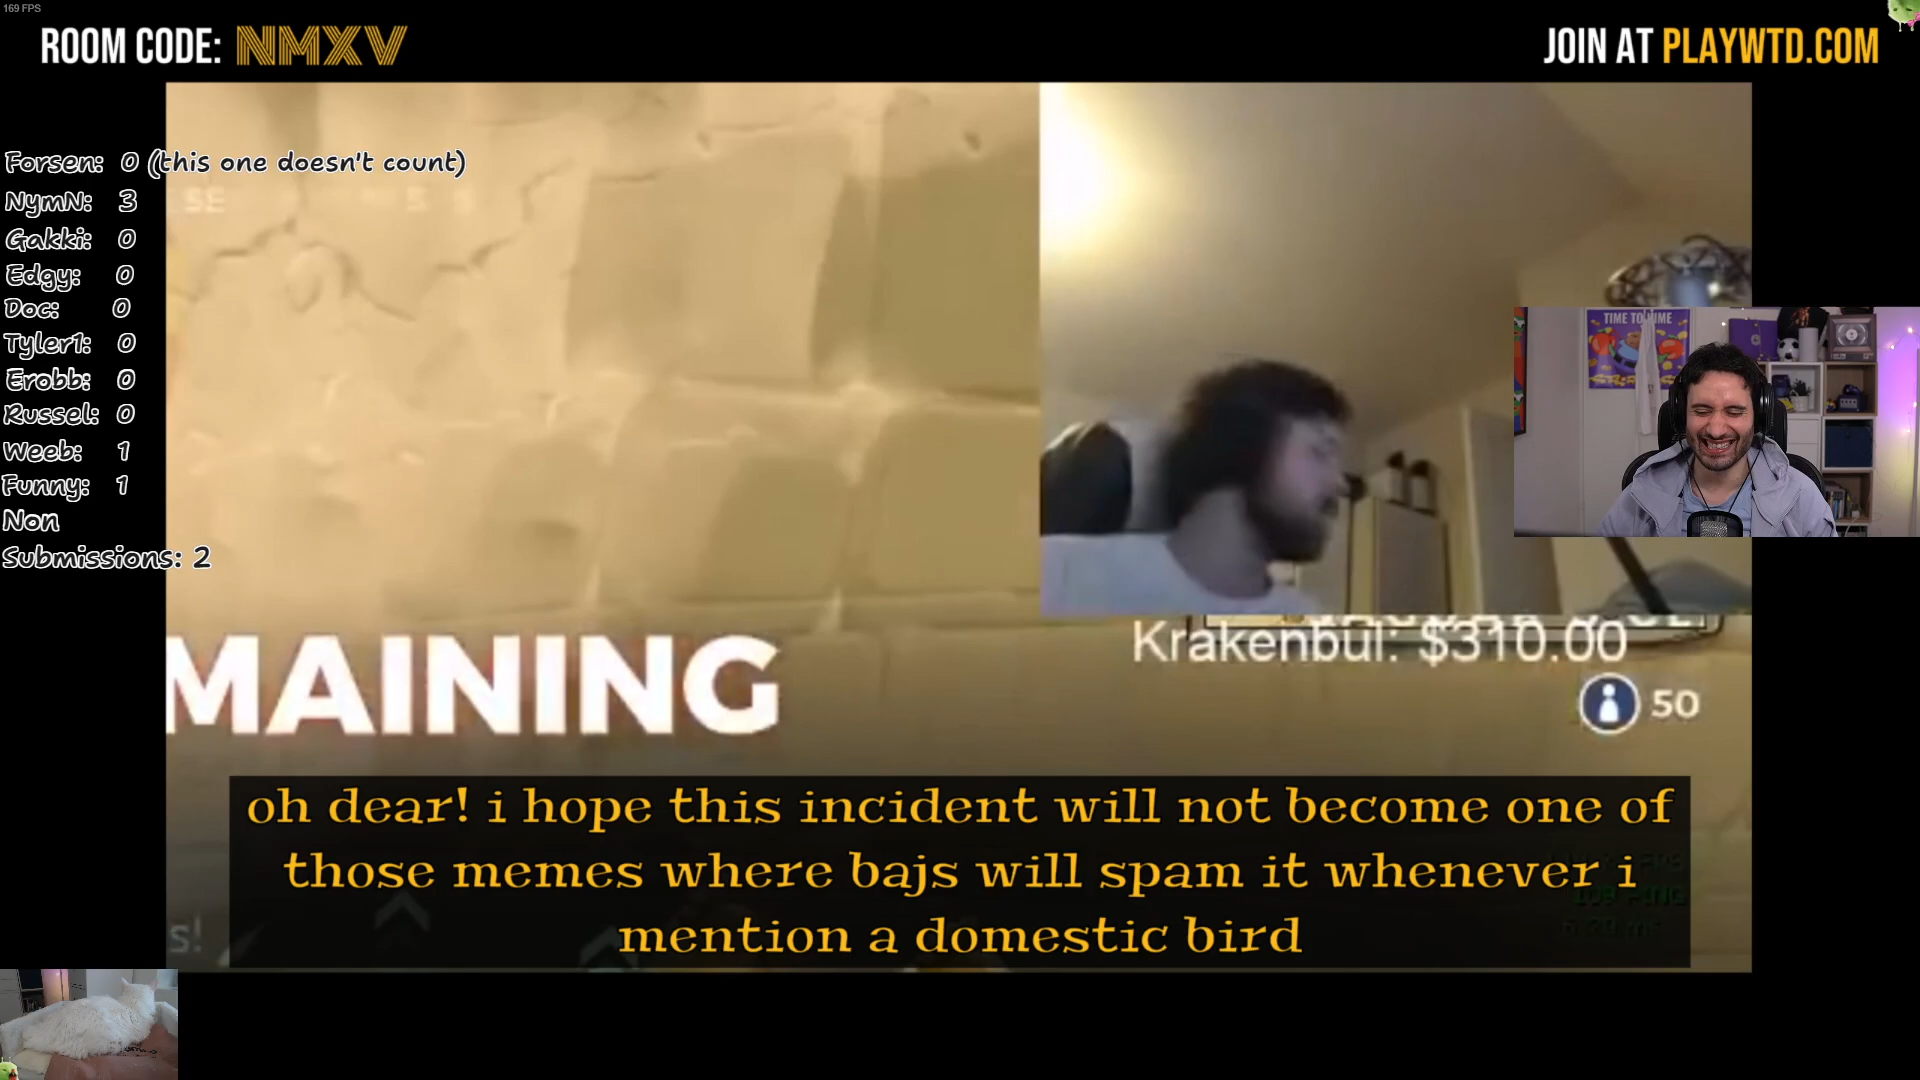 169 FPS
ROOM CODE: NMXV
JOIN AT PLAYWTD.COM
Forsen: 0 (this one doesn't count)
NymN: 3
Gakki: 0
Edgy: 0
Doc: 0
Tyler1: 0
Erobb: 0
Russel: 0
Weeb: 1
Funny: 1
Non
Submissions: 2
SE
TIME TO
MAINING
Krakenbul: $310.00
50
oh dear! i hope this incident will not become one of
those memes where bajs will spam it whenever i
mention a domestic bird
s!